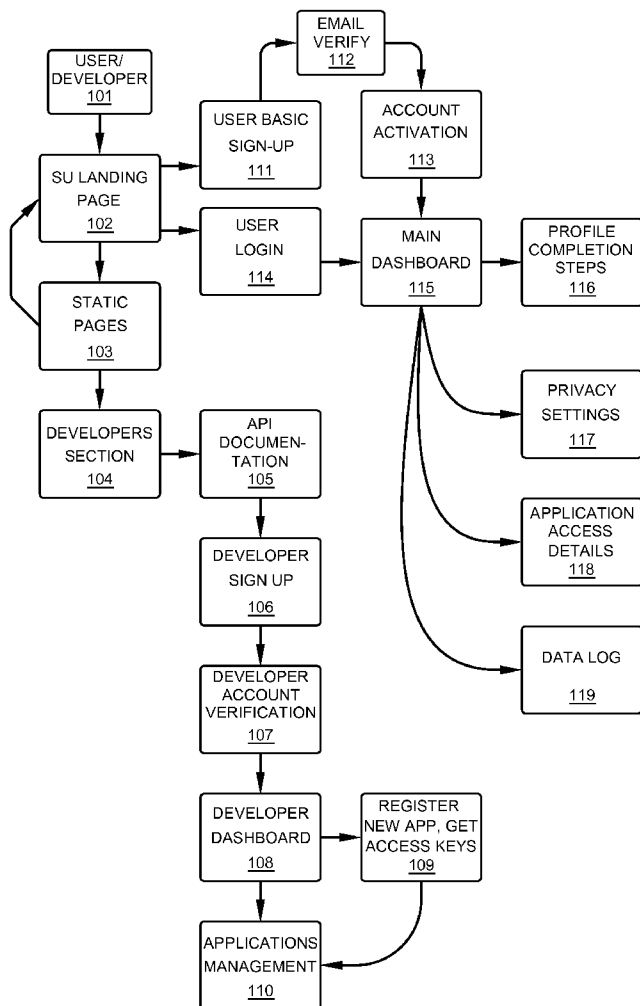 USER/
DEVELOPER
101
SU LANDING
PAGE
102
STATIC
PAGES
103
DEVELOPERS
SECTION
104
API
DOCUMEN-
TATION
105
DEVELOPER
SIGN UP
106
DEVELOPER
ACCOUNT
VERIFICATION
107
DEVELOPER
DASHBOARD
108
REGISTER
NEW APP, GET
ACCESS KEYS
109
APPLICATIONS
MANAGEMENT
110
USER BASIC
SIGN-UP
111
EMAIL
VERIFY
112
ACCOUNT
ACTIVATION
113
USER
LOGIN
114
MAIN
DASHBOARD
115
PROFILE
COMPLETION
STEPS
116
PRIVACY
SETTINGS
117
APPLICATION
ACCESS
DETAILS
118
DATA LOG
119